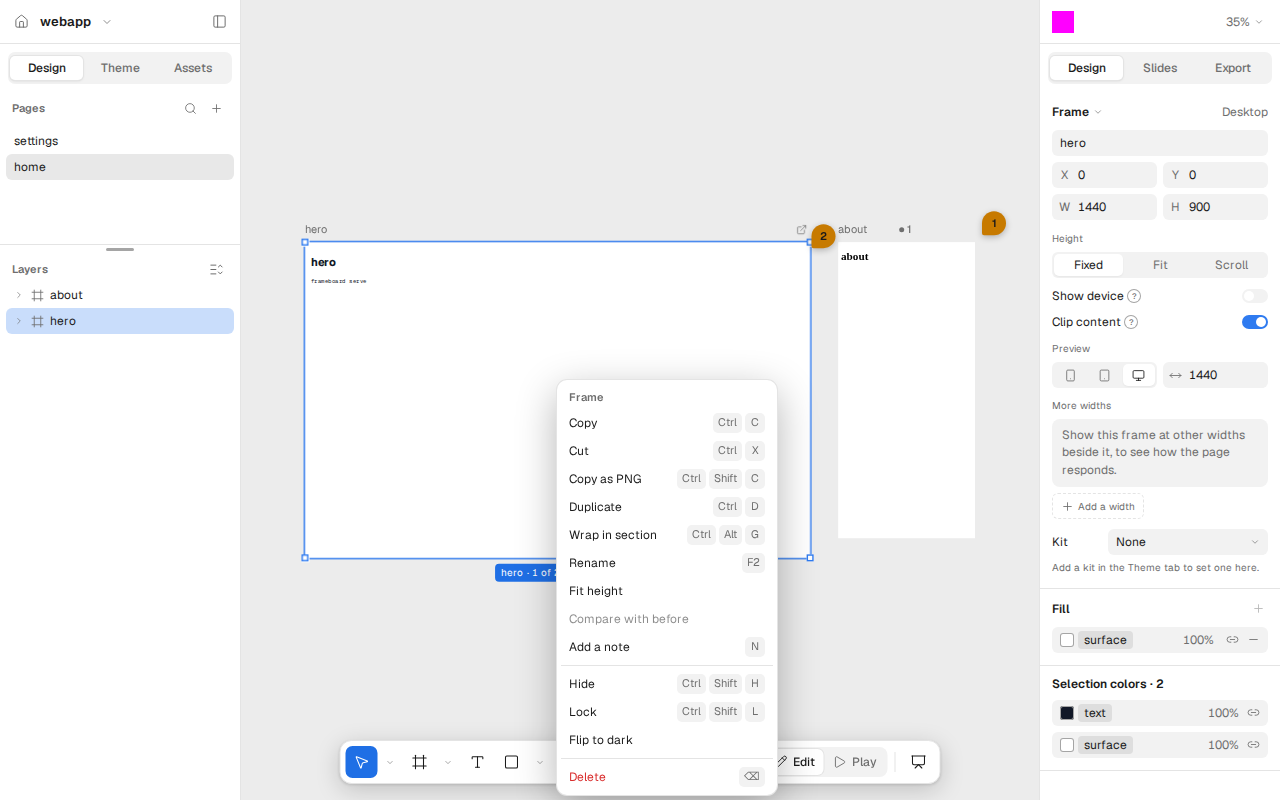 webapp
Design Theme Assets
Pages
settings
home
Layers
about
hero
hero
2
about 1
1
hero
frameboard serve
about
hero · 1 of
Frame
Copy Ctrl C
Cut Ctrl X
Copy as PNG Ctrl Shift C
Duplicate Ctrl D
Wrap in section Ctrl Alt G
Rename F2
Fit height
Compare with before
Add a note N
Hide Ctrl Shift H
Lock Ctrl Shift L
Flip to dark
Delete
Edit Play
35%
Design Slides Export
Frame Desktop
hero
X 0 Y 0
W 1440 H 900
Height
Fixed Fit Scroll
Show device ?
Clip content ?
Preview
1440
More widths
Show this frame at other widths
beside it, to see how the page
responds.
Add a width
Kit None
Add a kit in the Theme tab to set one here.
Fill
surface 100%
Selection colors · 2
text 100%
surface 100%